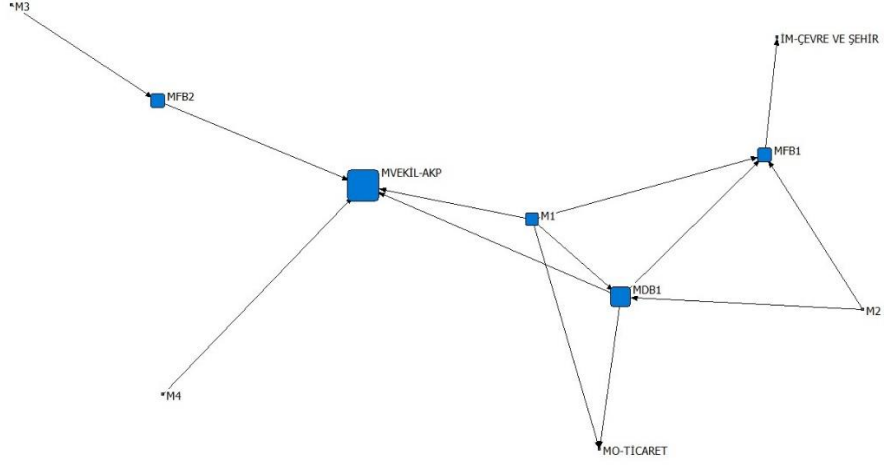 M3
İM-ÇEVRE VE ŞEHİR
MFB2
MFB1
MVEKİL-AKP
M1
MDB1
M2
M4
MO-TİCARET